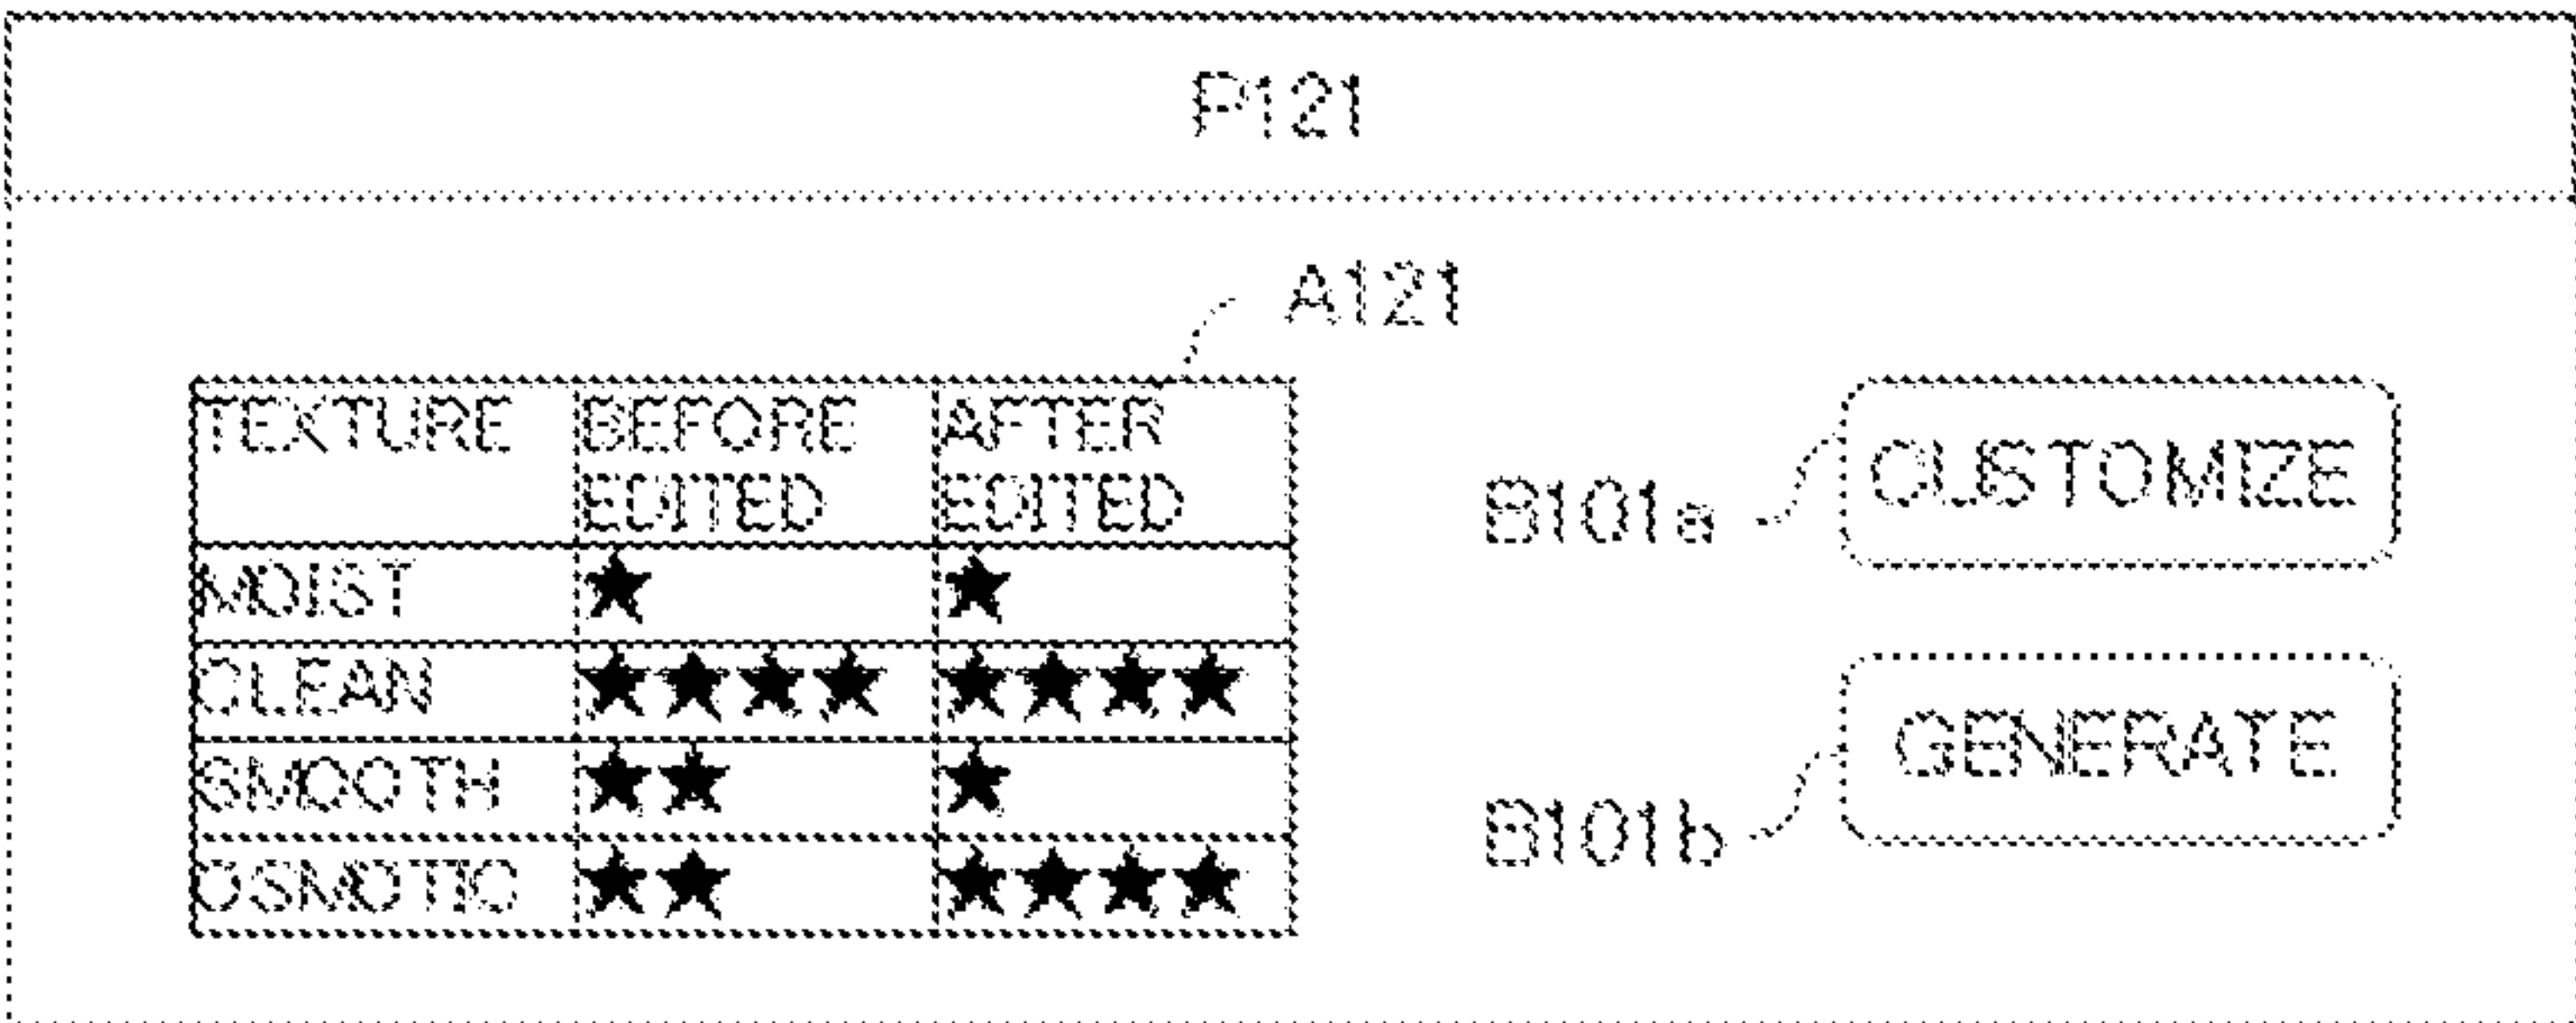 P121
A121
TEXTURE BEFORE EDITED AFTER EDITED
MOIST ★ ★
CLEAN ★★★★ ★★★★
SMOOTH ★★ ★
OSMOTIC ★★ ★★★★
B101a
CUSTOMIZE
B101b
GENERATE